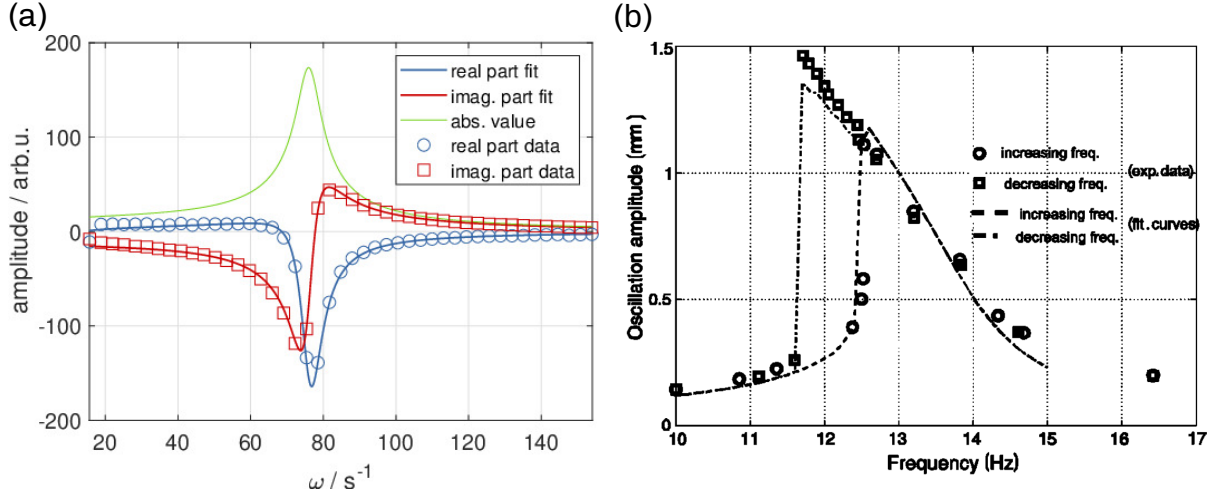 (a)
200
100
0
-100
-200
amplitude / arb.u.
20
40
60
80
100
120
140
ω / s⁻¹
real part fit
imag. part fit
abs. value
real part data
imag. part data
(b)
1.5
1
0.5
0
Oscillation amplitude (mm)
10
11
12
13
14
15
16
17
Frequency (Hz)
increasing freq.
(exp.data)
decreasing freq.
increasing freq.
(fit.curves)
decreasing freq.